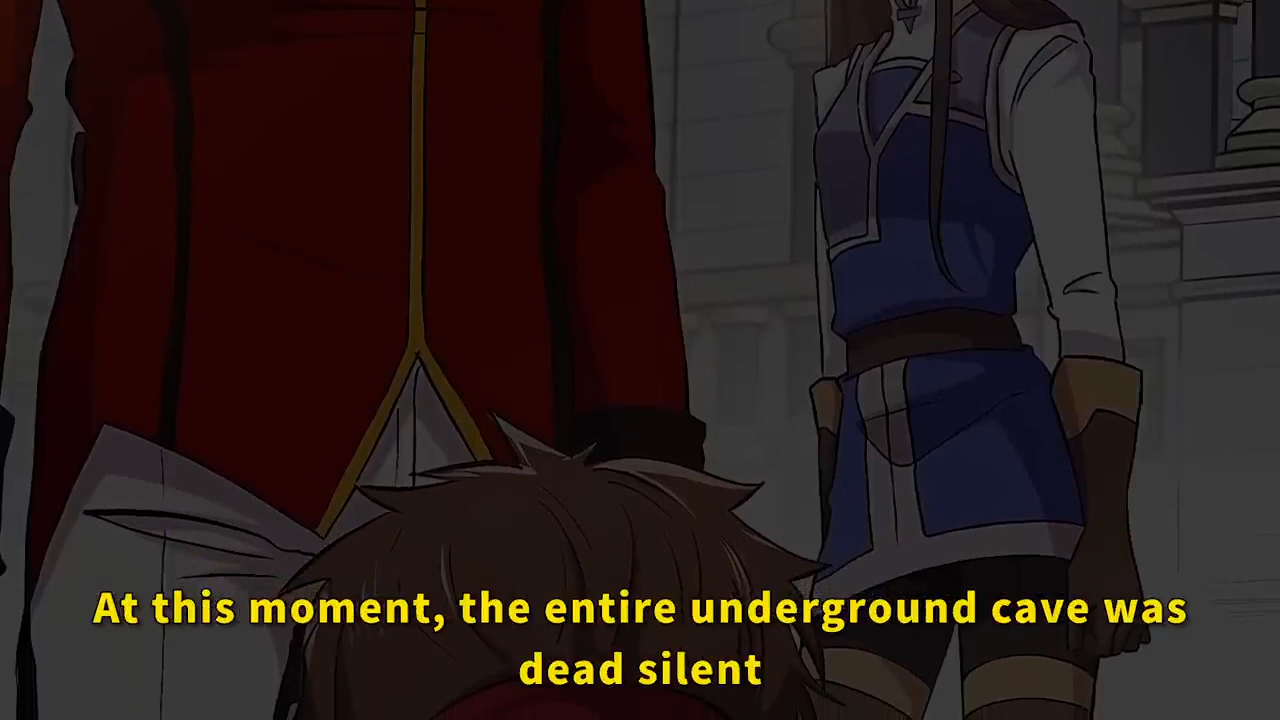 At this moment, the entire underground cave was
dead silent